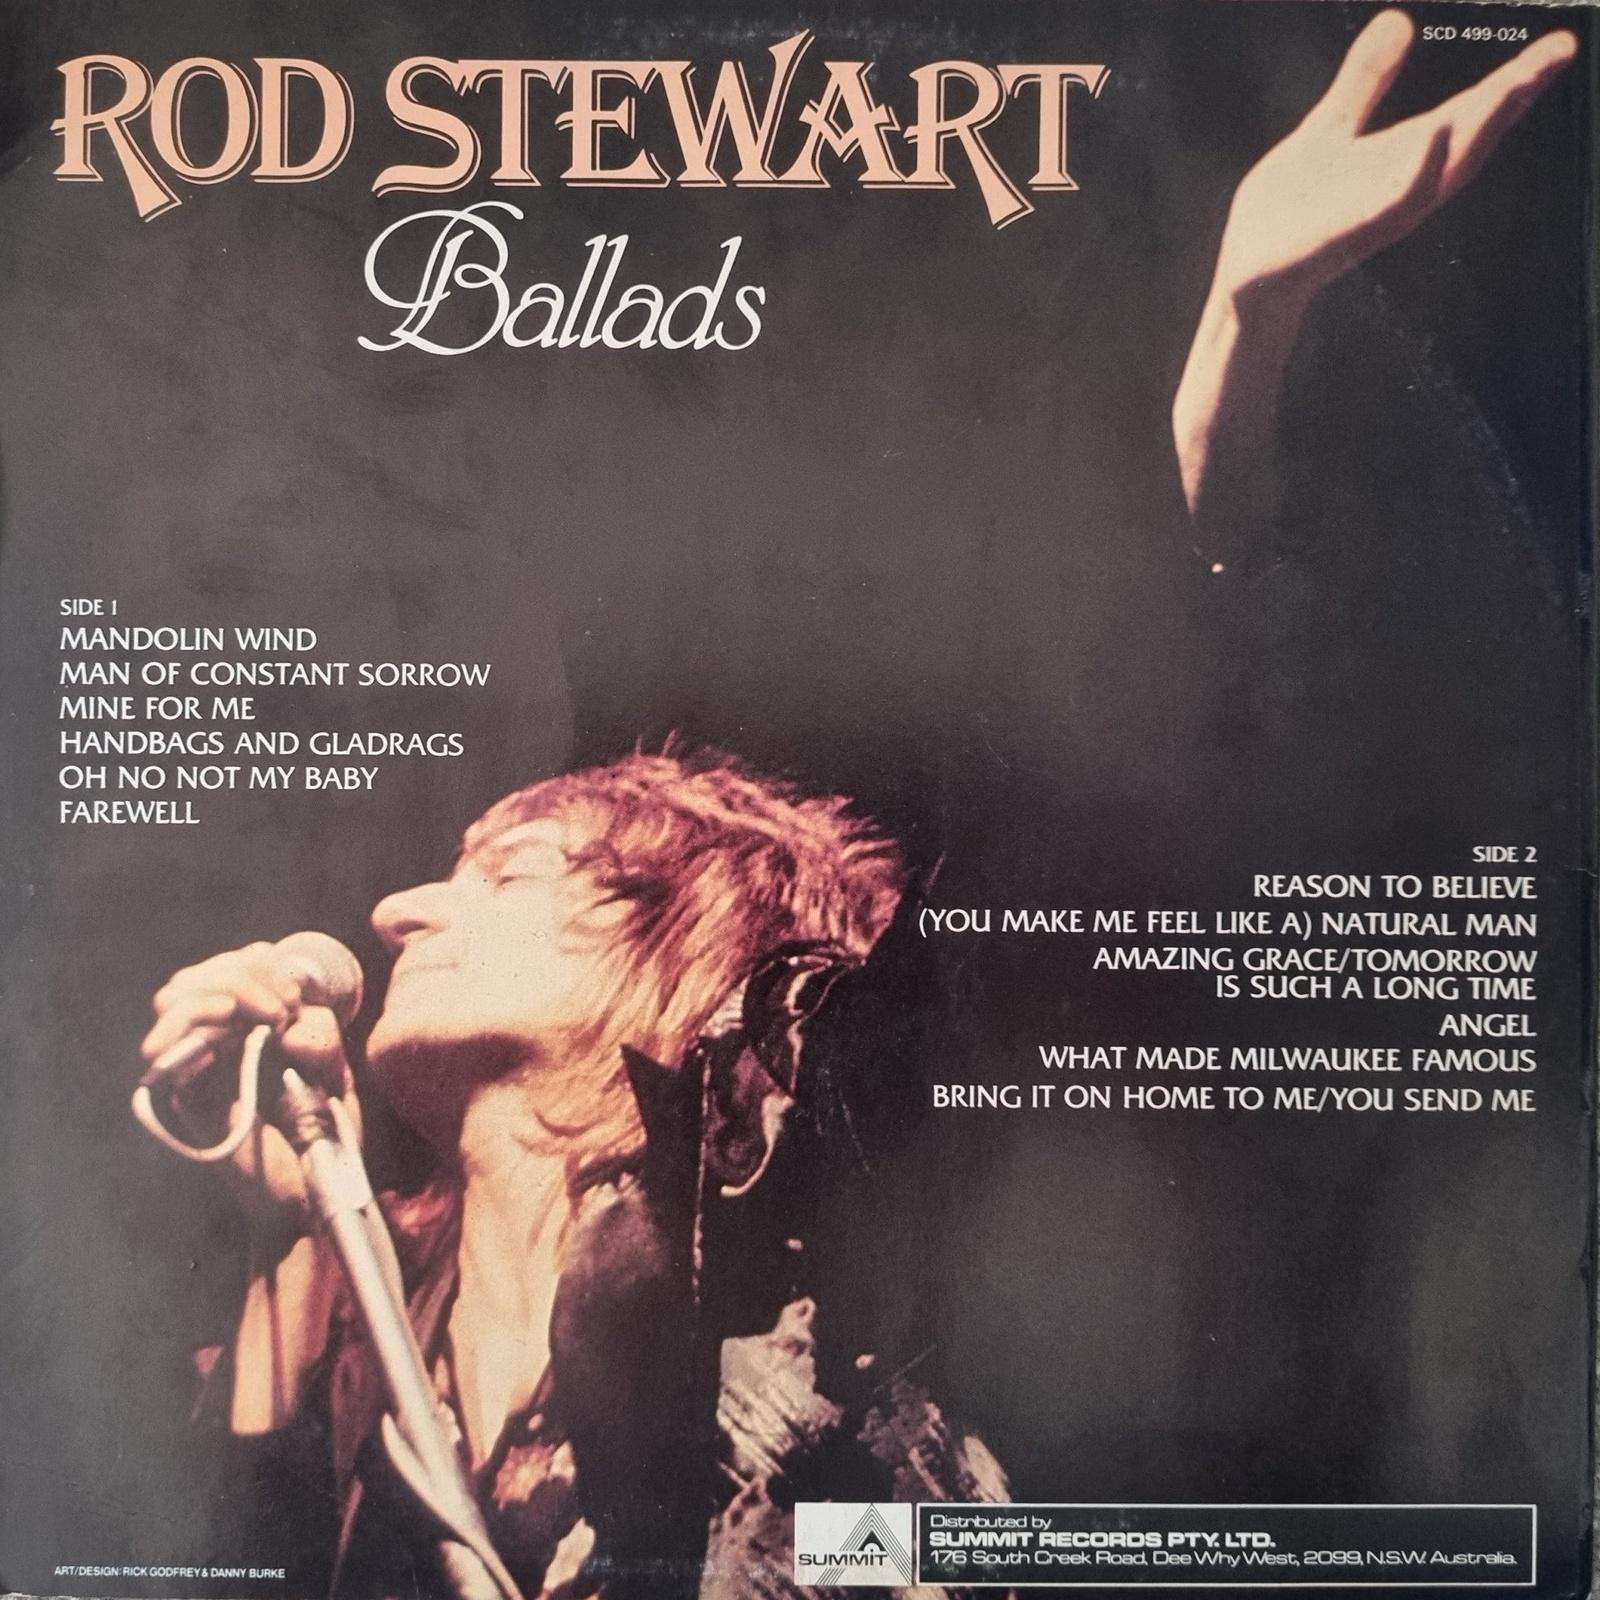 SCD 499-024
ROD STEWART
Ballads
SIDE 1
MANDOLIN WIND
MAN OF CONSTANT SORROW
MINE FOR ME
HANDBAGS AND GLADRAGS
OH NO NOT MY BABY
FAREWELL
SIDE 2
REASON TO BELIEVE
(YOU MAKE ME FEEL LIKE A) NATURAL MAN
AMAZING GRACE/TOMORROW
IS SUCH A LONG TIME
ANGEL
WHAT MADE MILWAUKEE FAMOUS
BRING IT ON HOME TO ME/YOU SEND ME
ART/DESIGN: RICK GODFREY & DANNY BURKE
SUMMIT
Distributed by
SUMMIT RECORDS PTY. LTD.
176 South Creek Road, Dee Why West, 2099, N.S.W. Australia.